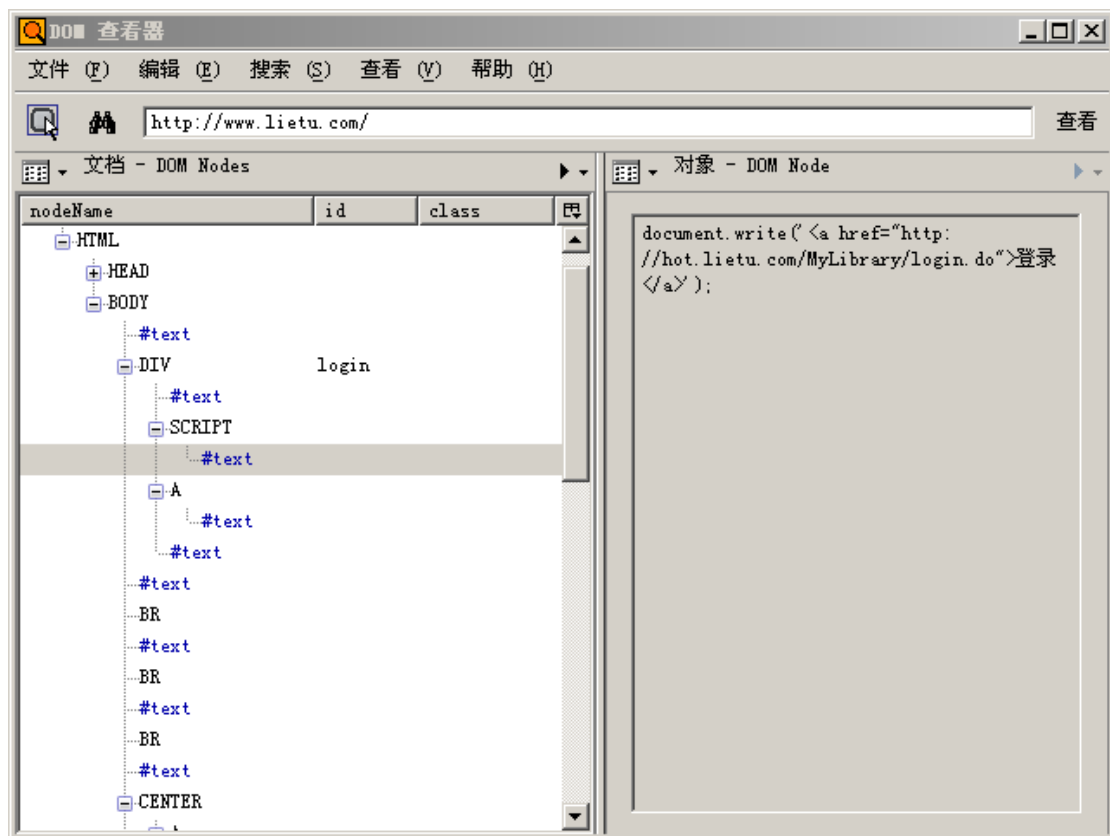 DOM 查看器
文件 (F) 编辑 (E) 搜索 (S) 查看 (V) 帮助 (H)
http://www.lietu.com/ 查看
文档 - DOM Nodes
nodeName id class
HTML
HEAD
BODY
#text
DIV login
#text
SCRIPT
#text
A
#text
#text
#text
BR
#text
BR
#text
BR
#text
CENTER
对象 - DOM Node
document.write('<a href="http:
//hot.lietu.com/MyLibrary/login.do">登录
</a>');